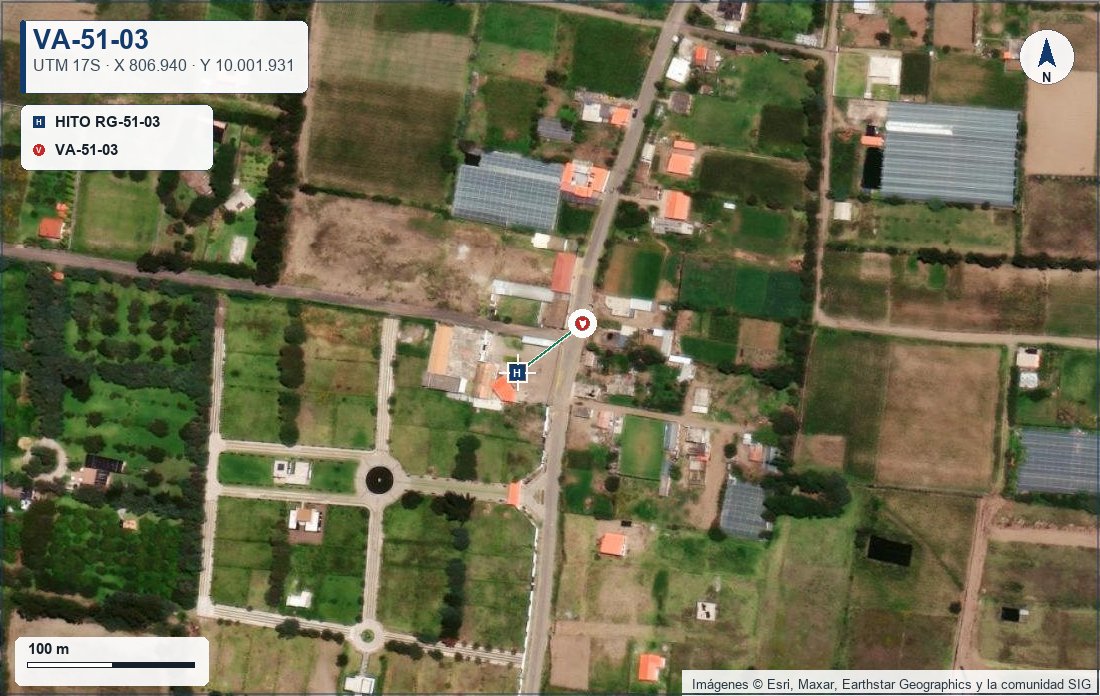 VA-51-03
UTM 17S · X 806.940 · Y 10.001.931
H HITO RG-51-03
V VA-51-03
N
V
H
100 m
Imágenes © Esri, Maxar, Earthstar Geographics y la comunidad SIG